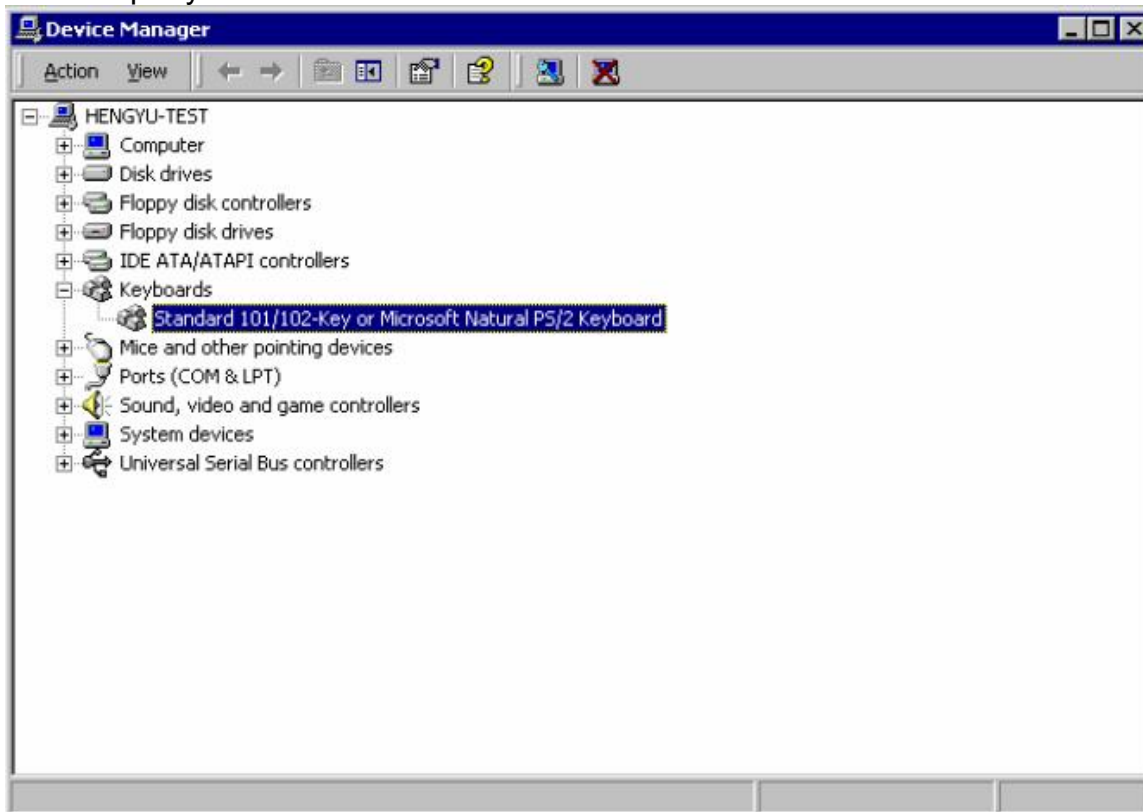 Device Manager
Action View
HENGYU-TEST
Computer
Disk drives
Floppy disk controllers
Floppy disk drives
IDE ATA/ATAPI controllers
Keyboards
Standard 101/102-Key or Microsoft Natural PS/2 Keyboard
Mice and other pointing devices
Ports (COM & LPT)
Sound, video and game controllers
System devices
Universal Serial Bus controllers